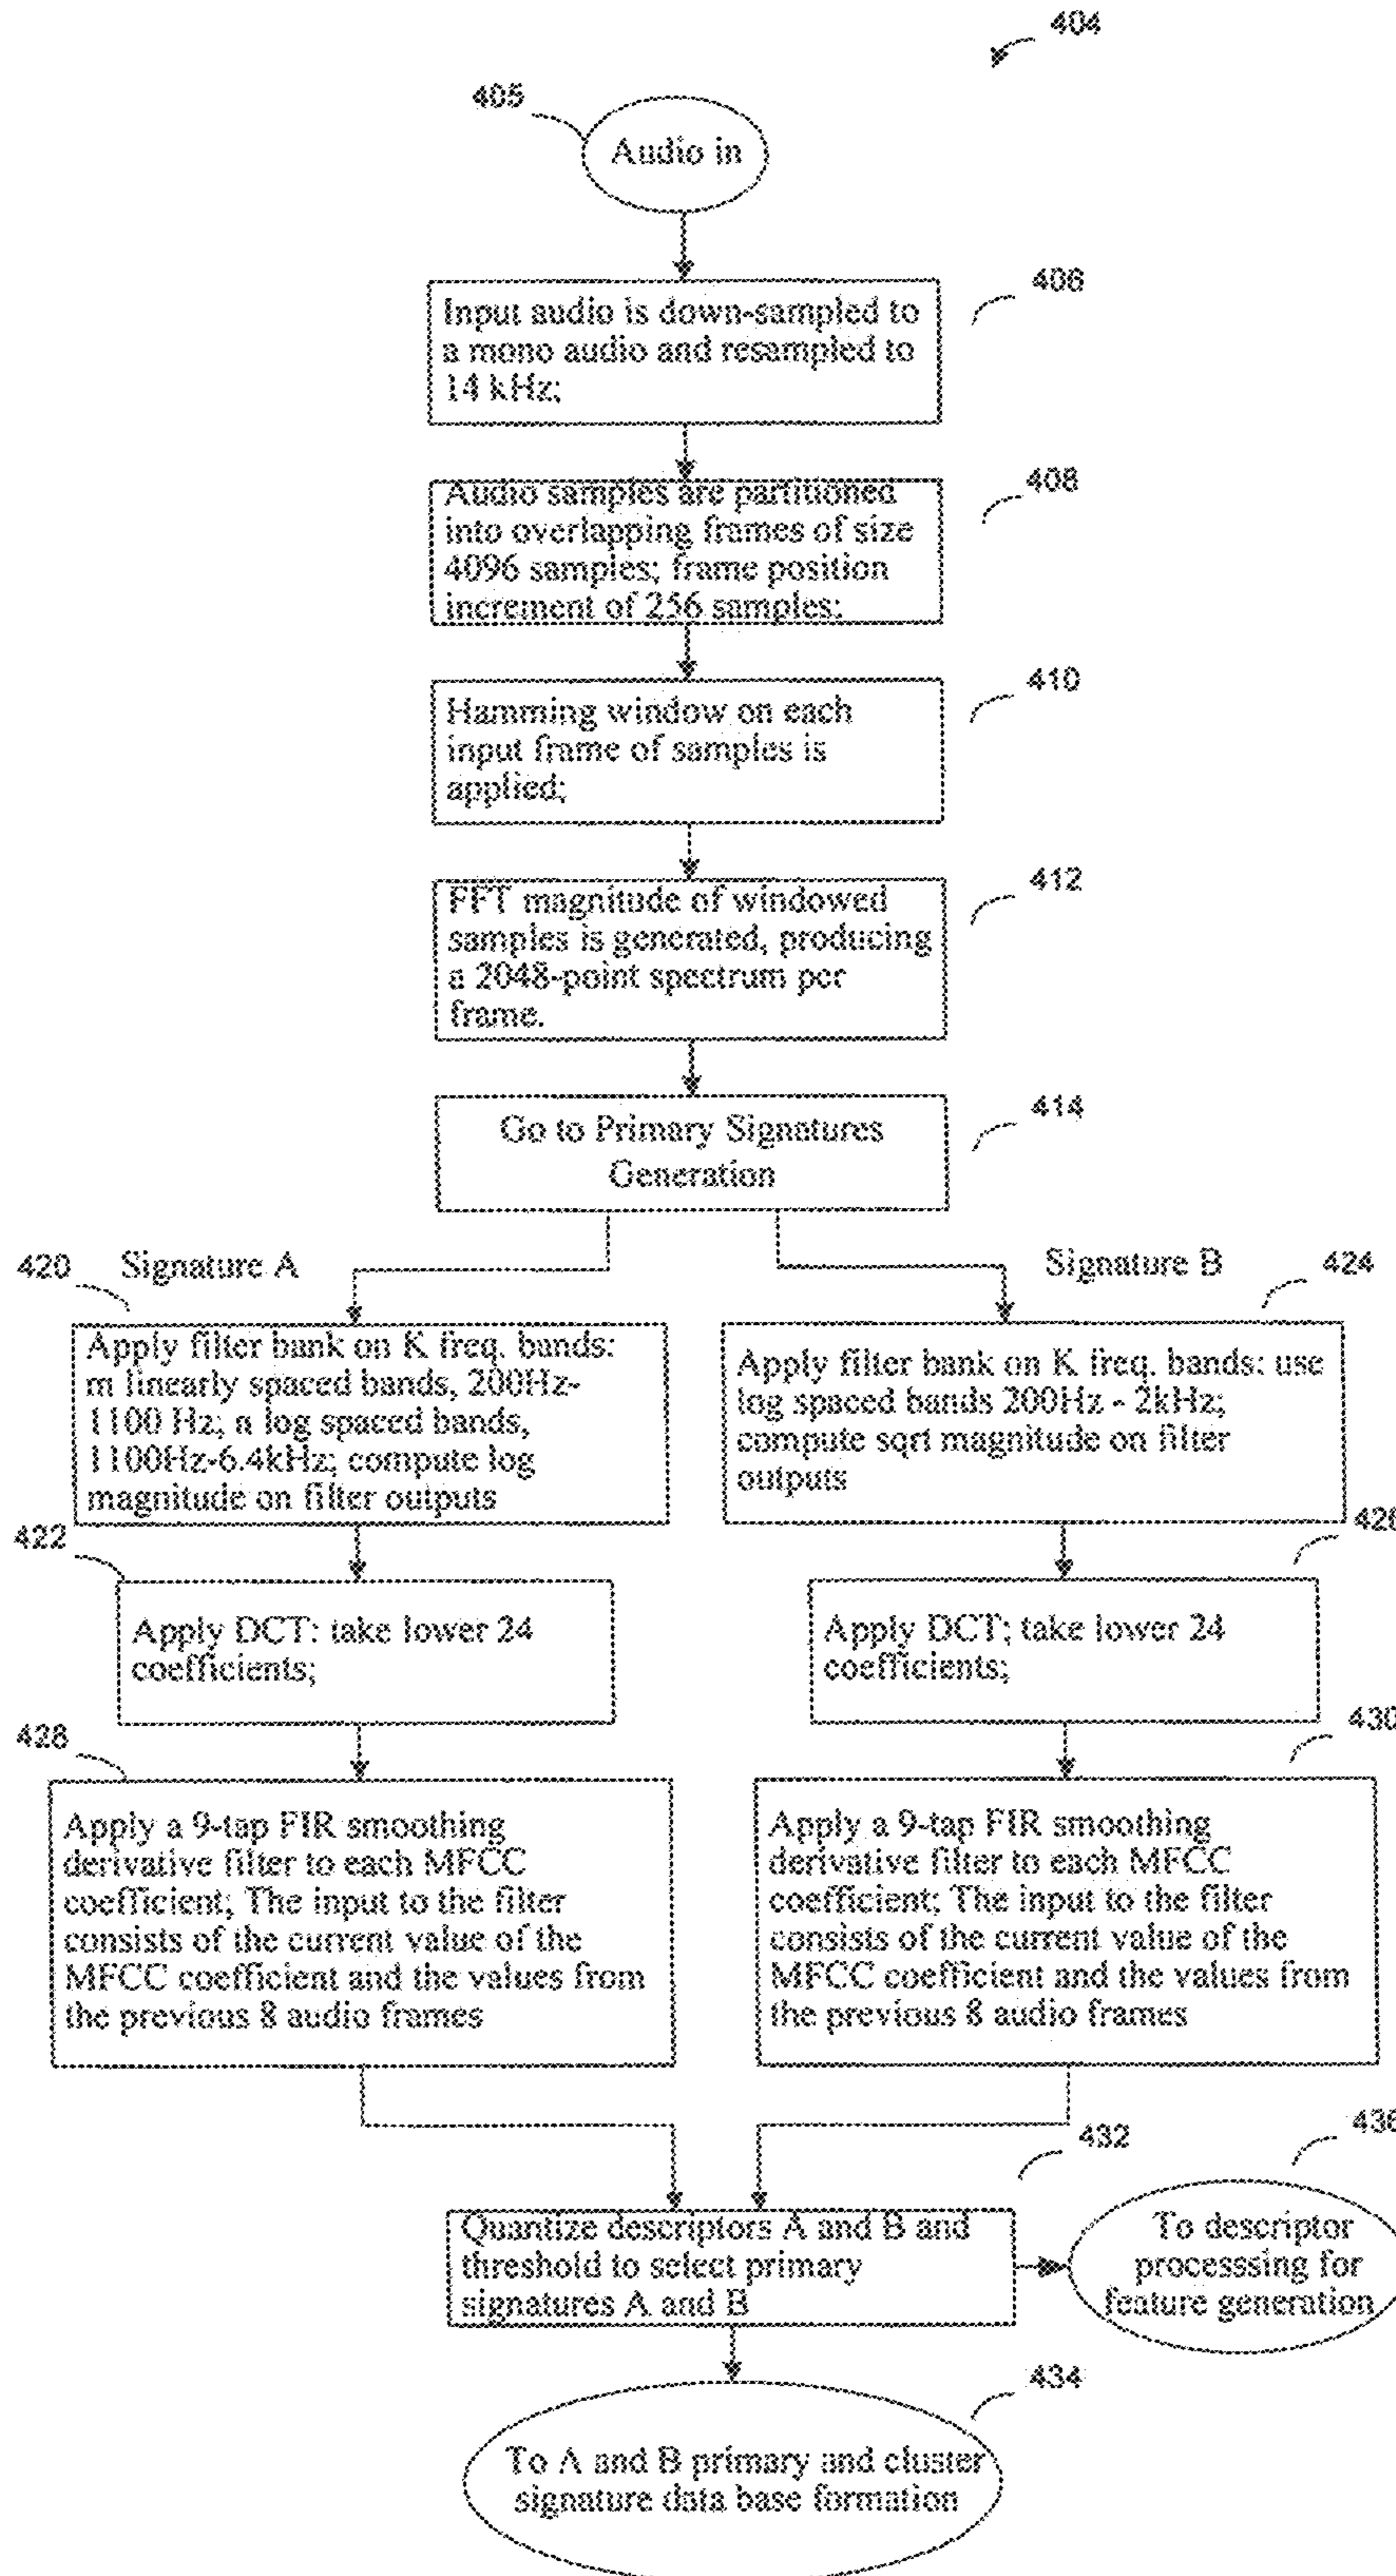 404
405
Audio in
406
Input audio is down-sampled to
a mono audio and resampled to
14 kHz;
408
Audio samples are partitioned
into overlapping frames of size
4096 samples; frame position
increment of 256 samples;
410
Hamming window on each
input frame of samples is
applied;
412
FFT magnitude of windowed
samples is generated, producing
a 2048-point spectrum per
frame.
414
Go to Primary Signatures
Generation
420
Signature A
Signature B
424
Apply filter bank on K freq. bands:
m linearly spaced bands, 200Hz-
1100 Hz; n log spaced bands,
1100Hz-6.4kHz; compute log
magnitude on filter outputs
Apply filter bank on K freq. bands: use
log spaced bands 200Hz - 2kHz;
compute sqrt magnitude on filter
outputs
422
426
Apply DCT: take lower 24
coefficients;
Apply DCT; take lower 24
coefficients;
428
430
Apply a 9-tap FIR smoothing
derivative filter to each MFCC
coefficient; The input to the filter
consists of the current value of the
MFCC coefficient and the values from
the previous 8 audio frames
Apply a 9-tap FIR smoothing
derivative filter to each MFCC
coefficient; The input to the filter
consists of the current value of the
MFCC coefficient and the values from
the previous 8 audio frames
432
436
Quantize descriptors A and B and
threshold to select primary
signatures A and B
To descriptor
processsing for
feature generation
434
To A and B primary and cluster
signature data base formation